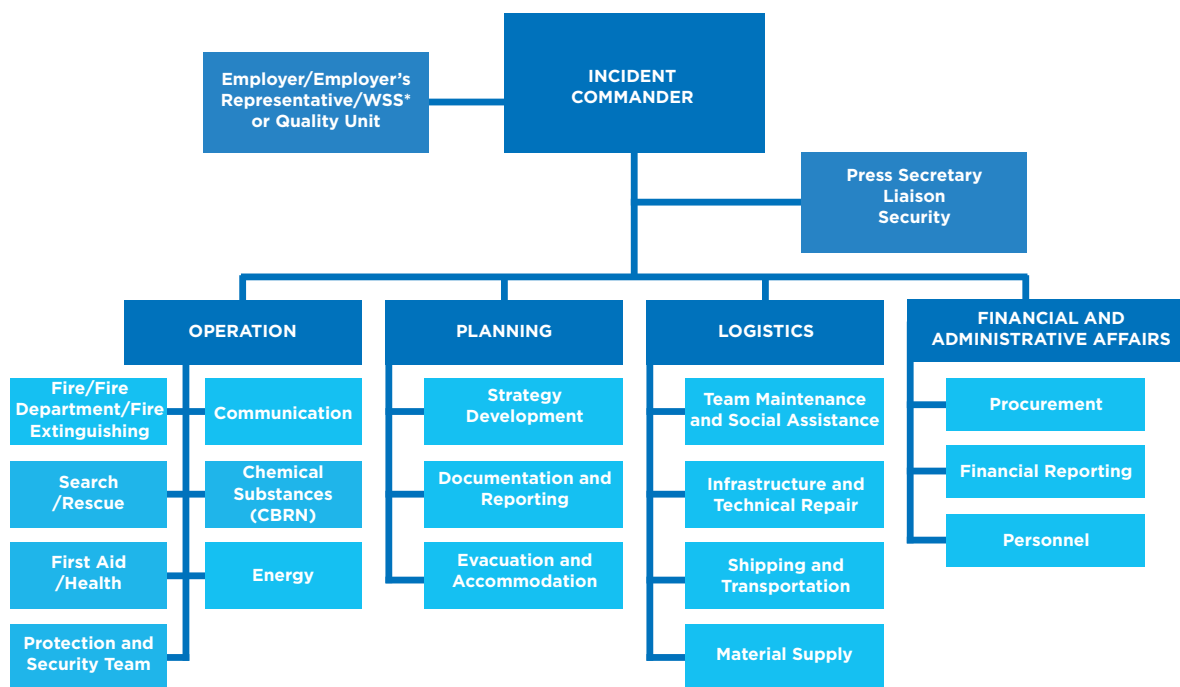 Employer/Employer's
Representative/WSS*
or Quality Unit
INCIDENT
COMMANDER
Press Secretary
Liaison
Security
OPERATION
Fire/Fire
Department/Fire
Extinguishing
Communication
Search
/Rescue
Chemical
Substances
(CBRN)
First Aid
/Health
Energy
Protection and
Security Team
PLANNING
Strategy
Development
Documentation and
Reporting
Evacuation and
Accommodation
LOGISTICS
Team Maintenance
and Social Assistance
Infrastructure and
Technical Repair
Shipping and
Transportation
Material Supply
FINANCIAL AND
ADMINISTRATIVE AFFAIRS
Procurement
Financial Reporting
Personnel